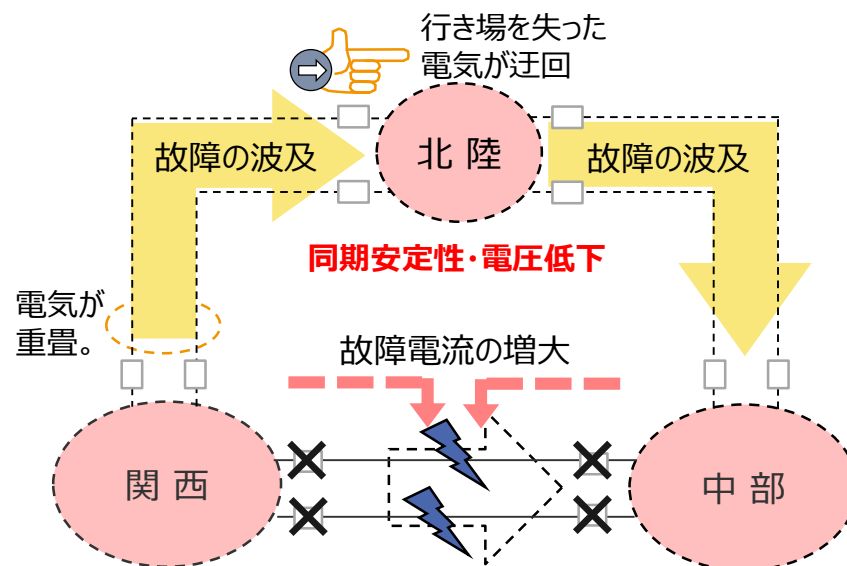 行き場を失った
電気が迂回
故障の波及
北 陸
故障の波及
同期安定性・電圧低下
電気が
重畳。
故障電流の増大
関 西
中 部